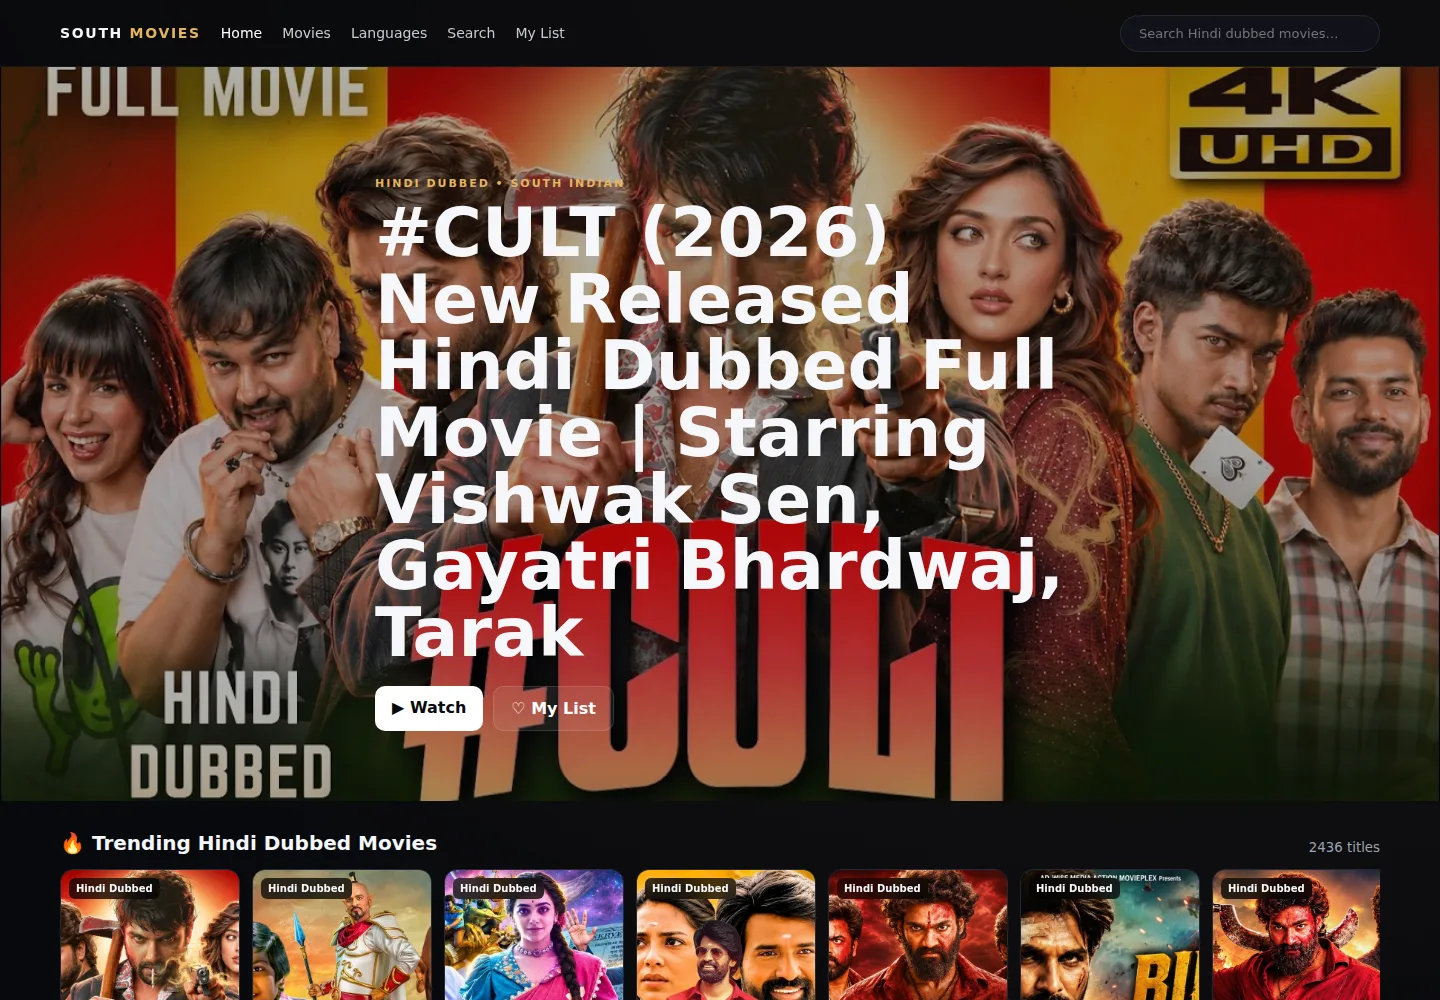 SOUTH MOVIES Home Movies Languages Search My List Search Hindi dubbed movies...
FULL MOVIE
4K
UHD
HINDI DUBBED • SOUTH INDIAN
#CULT (2026)
New Released
Hindi Dubbed Full
Movie | Starring
Vishwak Sen,
Gayatri Bhardwaj,
Tarak
▶ Watch ♡ My List
#CULT
HINDI
DUBBED
🔥 Trending Hindi Dubbed Movies 2436 titles
Hindi Dubbed Hindi Dubbed Hindi Dubbed Hindi Dubbed Hindi Dubbed Hindi Dubbed Hindi Dubbed